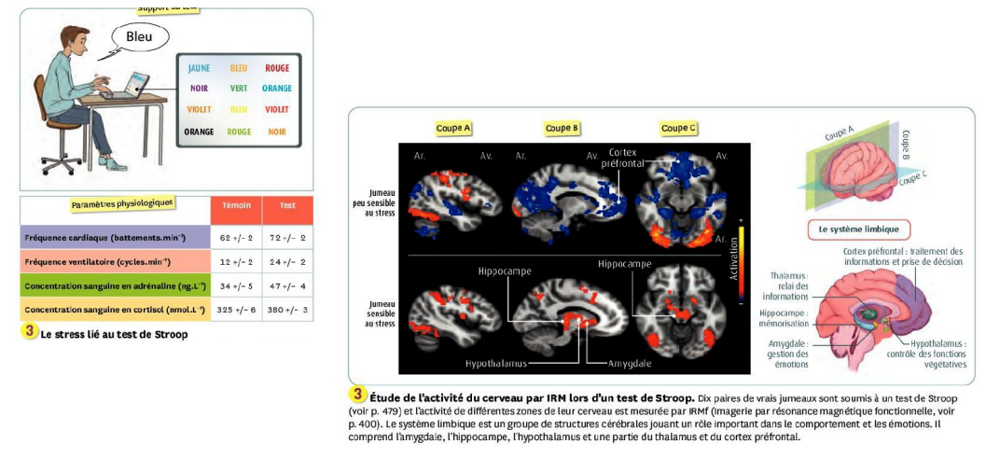 Support du test
Bleu
JAUNE BLEU ROUGE
NOIR VERT ORANGE
VIOLET BLEU VIOLET
ORANGE ROUGE NOIR
Paramètres physiologiques Témoin Test
Fréquence cardiaque (battements.min⁻¹) 62 +/- 2 72 +/- 2
Fréquence ventilatoire (cycles.min⁻¹) 12 +/- 2 24 +/- 2
Concentration sanguine en adrénaline (ng.L⁻¹) 34 +/- 5 47 +/- 4
Concentration sanguine en cortisol (nmol.L⁻¹) 325 +/- 6 380 +/- 3
3 Le stress lié au test de Stroop
Coupe A Coupe B Coupe C
Ar. Av. Ar. Av. Cortex Av.
préfrontal
Jumeau
peu sensible
au stress
Ar.
Activation
+
-
Hippocampe Hippocampe
Jumeau
sensible
au stress
Hypothalamus Amygdale
Coupe A
Coupe B
Coupe C
Le système limbique
Cortex préfrontal : traitement des
informations et prise de décision
Thalamus :
relai des
informations
Hippocampe :
mémorisation
Amygdale :
gestion des
émotions
Hypothalamus :
contrôle des fonctions
végétatives
3 Étude de l'activité du cerveau par IRM lors d'un test de Stroop. Dix paires de vrais jumeaux sont soumis à un test de Stroop
(voir p. 479) et l'activité de différentes zones de leur cerveau est mesurée par IRMf (imagerie par résonance magnétique fonctionnelle, voir
p. 400). Le système limbique est un groupe de structures cérébrales jouant un rôle important dans le comportement et les émotions. Il
comprend l'amygdale, l'hippocampe, l'hypothalamus et une partie du thalamus et du cortex préfrontal.